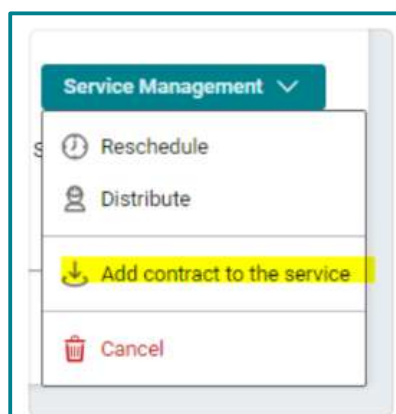 Service Management
S
Reschedule
Distribute
Add contract to the service
Cancel